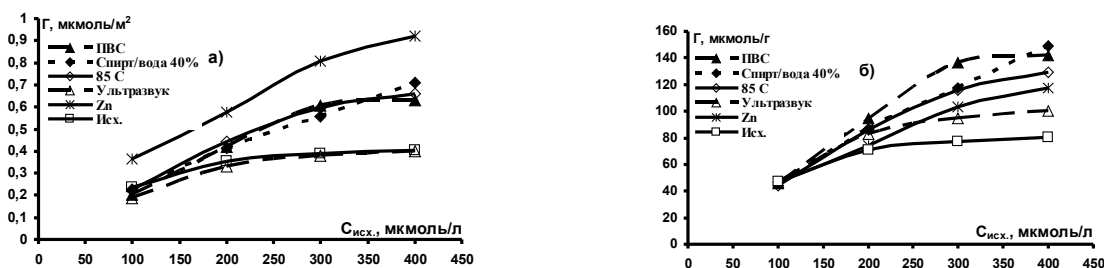 Г, мкмоль/м²
а)
ПВС
Спирт/вода 40%
85 С
Ультразвук
Zn
Исх.
1
0,9
0,8
0,7
0,6
0,5
0,4
0,3
0,2
0,1
0
0 50 100 150 200 250 300 350 400 450
Cисх., мкмоль/л
Г, мкмоль/г
б)
ПВС
Спирт/вода 40%
85 С
Ультразвук
Zn
Исх.
160
140
120
100
80
60
40
20
0
0 50 100 150 200 250 300 350 400 450
Cисх., мкмоль/л